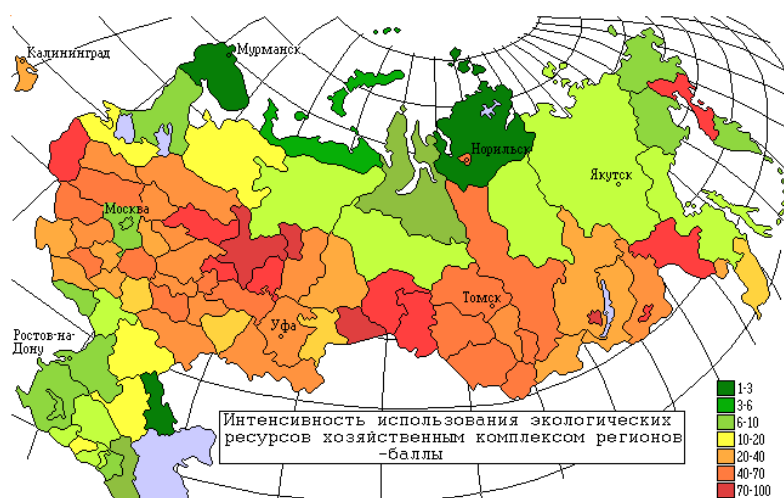 Калининград
Мурманск
Норильск
Якутск
Москва
Томск
Уфа
Ростов-на-
Дону
Интенсивность использования экологических
ресурсов хозяйственным комплексом регионов
-баллы
1-3
3-6
6-10
10-20
20-40
40-70
70-100